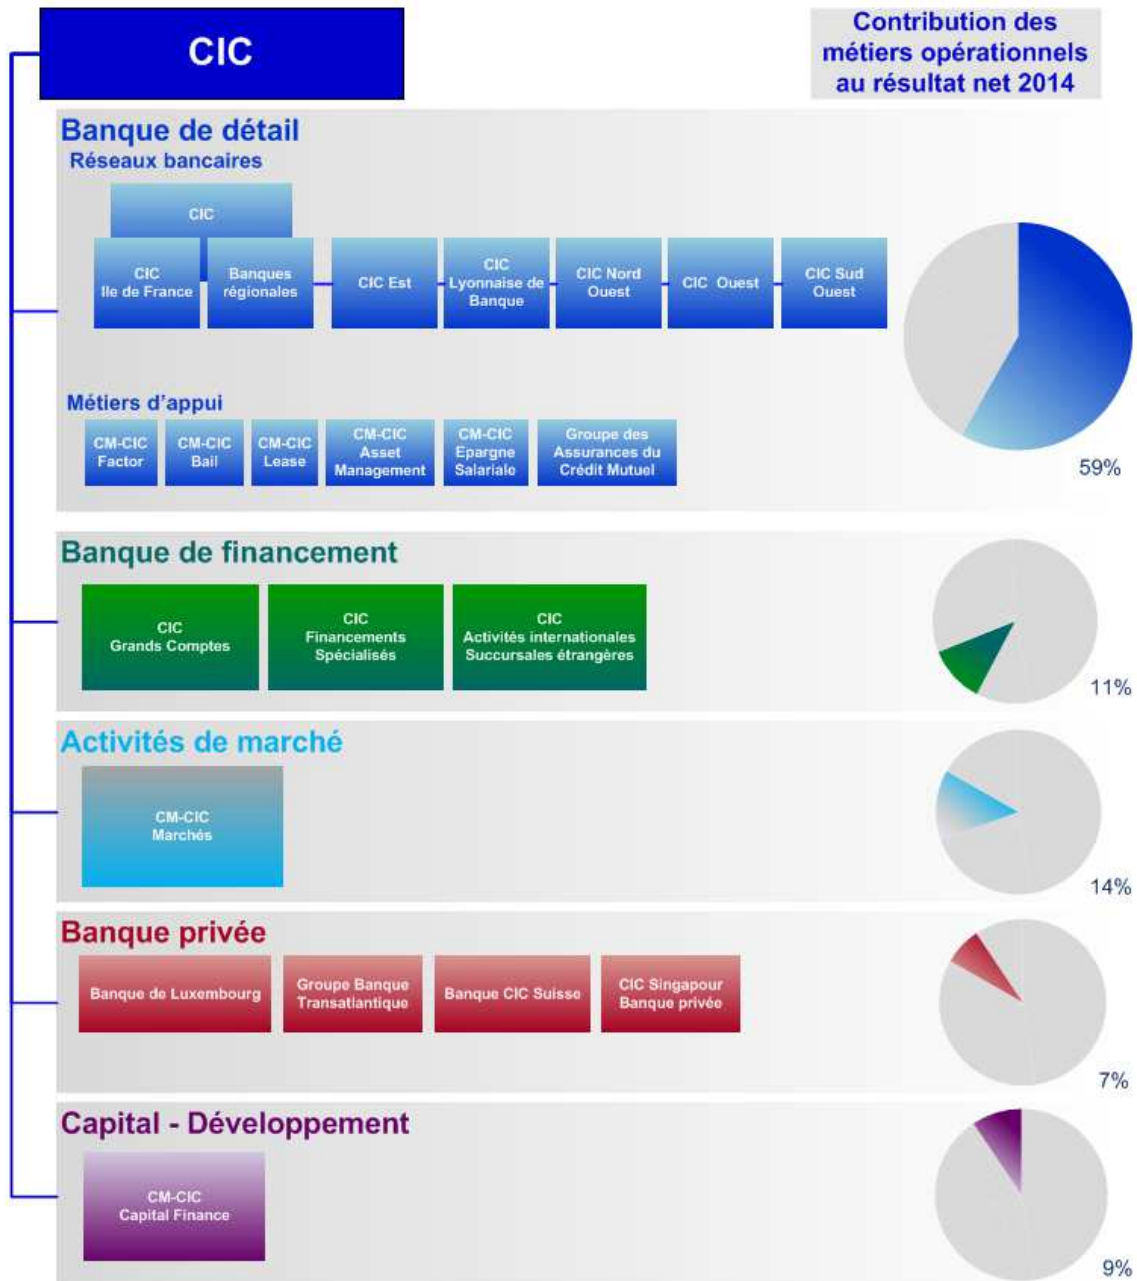 CIC
Contribution des
métiers opérationnels
au résultat net 2014
Banque de détail
Réseaux bancaires
CIC
CIC
Ile de France
Banques
régionales
CIC Est
CIC
Lyonnaise de
Banque
CIC Nord
Ouest
CIC Ouest
CIC Sud
Ouest
59%
Métiers d'appui
CM-CIC
Factor
CM-CIC
Bail
CM-CIC
Lease
CM-CIC
Asset
Management
CM-CIC
Epargne
Salariale
Groupe des
Assurances du
Crédit Mutuel
Banque de financement
CIC
Grands Comptes
CIC
Financements
Spécialisés
CIC
Activités internationales
Succursales étrangères
11%
Activités de marché
CM-CIC
Marchés
14%
Banque privée
Banque de Luxembourg
Groupe Banque
Transatlantique
Banque CIC Suisse
CIC Singapour
Banque privée
7%
Capital - Développement
CM-CIC
Capital Finance
9%